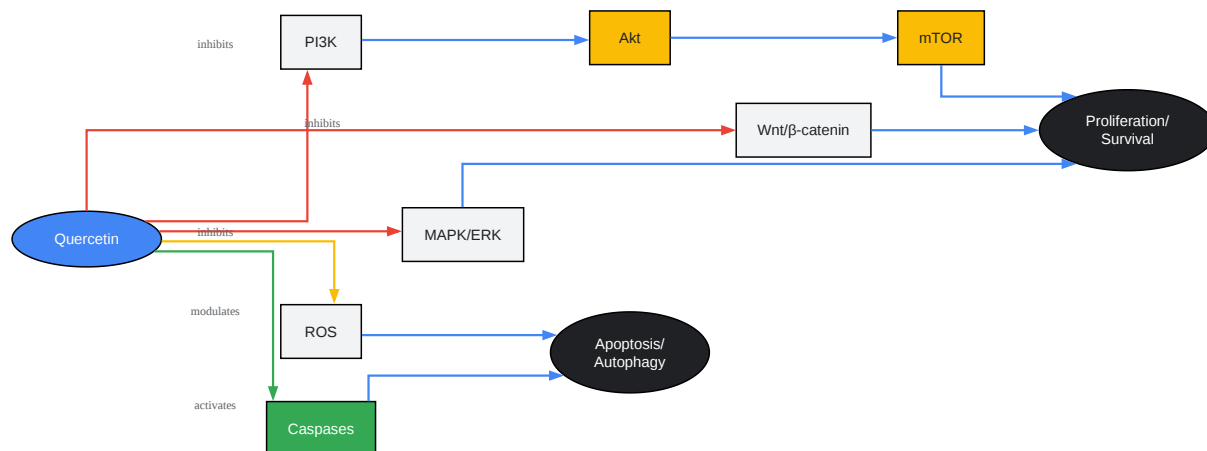 inhibits
PI3K
Akt
mTOR
inhibits
Wnt/β-catenin
Proliferation/
Survival
Quercetin
inhibits
MAPK/ERK
modulates
ROS
Apoptosis/
Autophagy
activates
Caspases